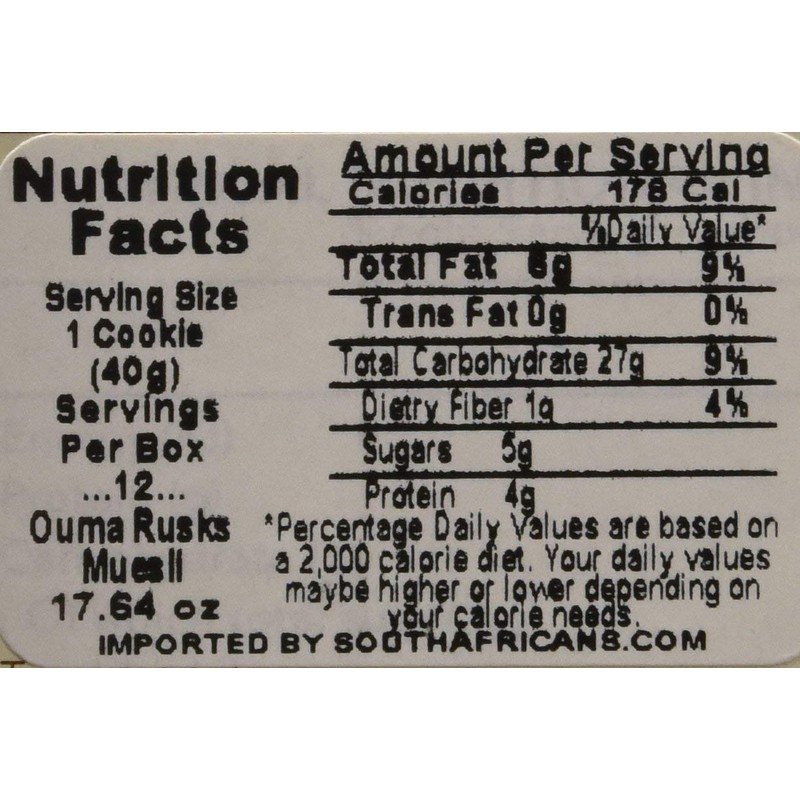 Nutrition
Facts
Serving Size
1 Cookie
(40g)
Servings
Per Box
...12...
Ouma Rusks
Muesli
17.64 oz
Amount Per Serving
Calories 178 Cal
%Daily Value*
Total Fat 6g 9%
Trans Fat 0g 0%
Total Carbohydrate 27g 9%
Dietry Fiber 1g 4%
Sugars 5g
Protein 4g
*Percentage Daily Values are based on
a 2,000 calorie diet. Your daily values
maybe higher or lower depending on
your calorie needs.
IMPORTED BY SOUTHAFRICANS.COM